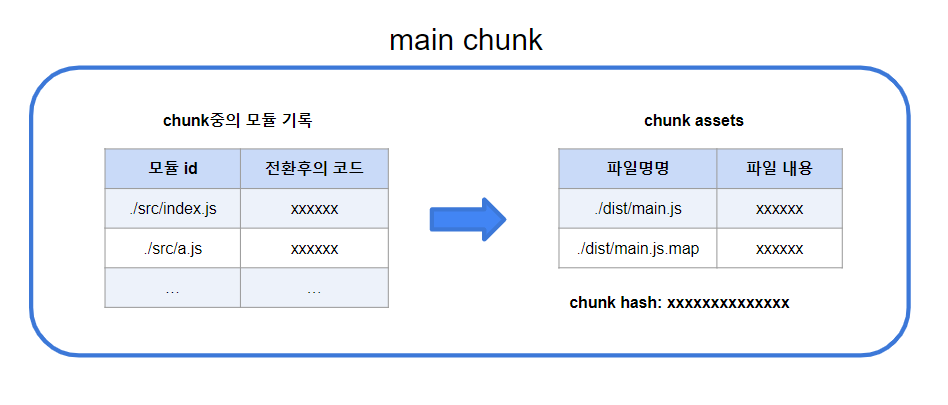 main chunk
chunk중의 모듈 기록
모듈 id 전환후의 코드
./src/index.js xxxxxx
./src/a.js xxxxxx
... ...
chunk assets
파일명명 파일 내용
./dist/main.js xxxxxx
./dist/main.js.map xxxxxx
chunk hash: xxxxxxxxxxxxxx